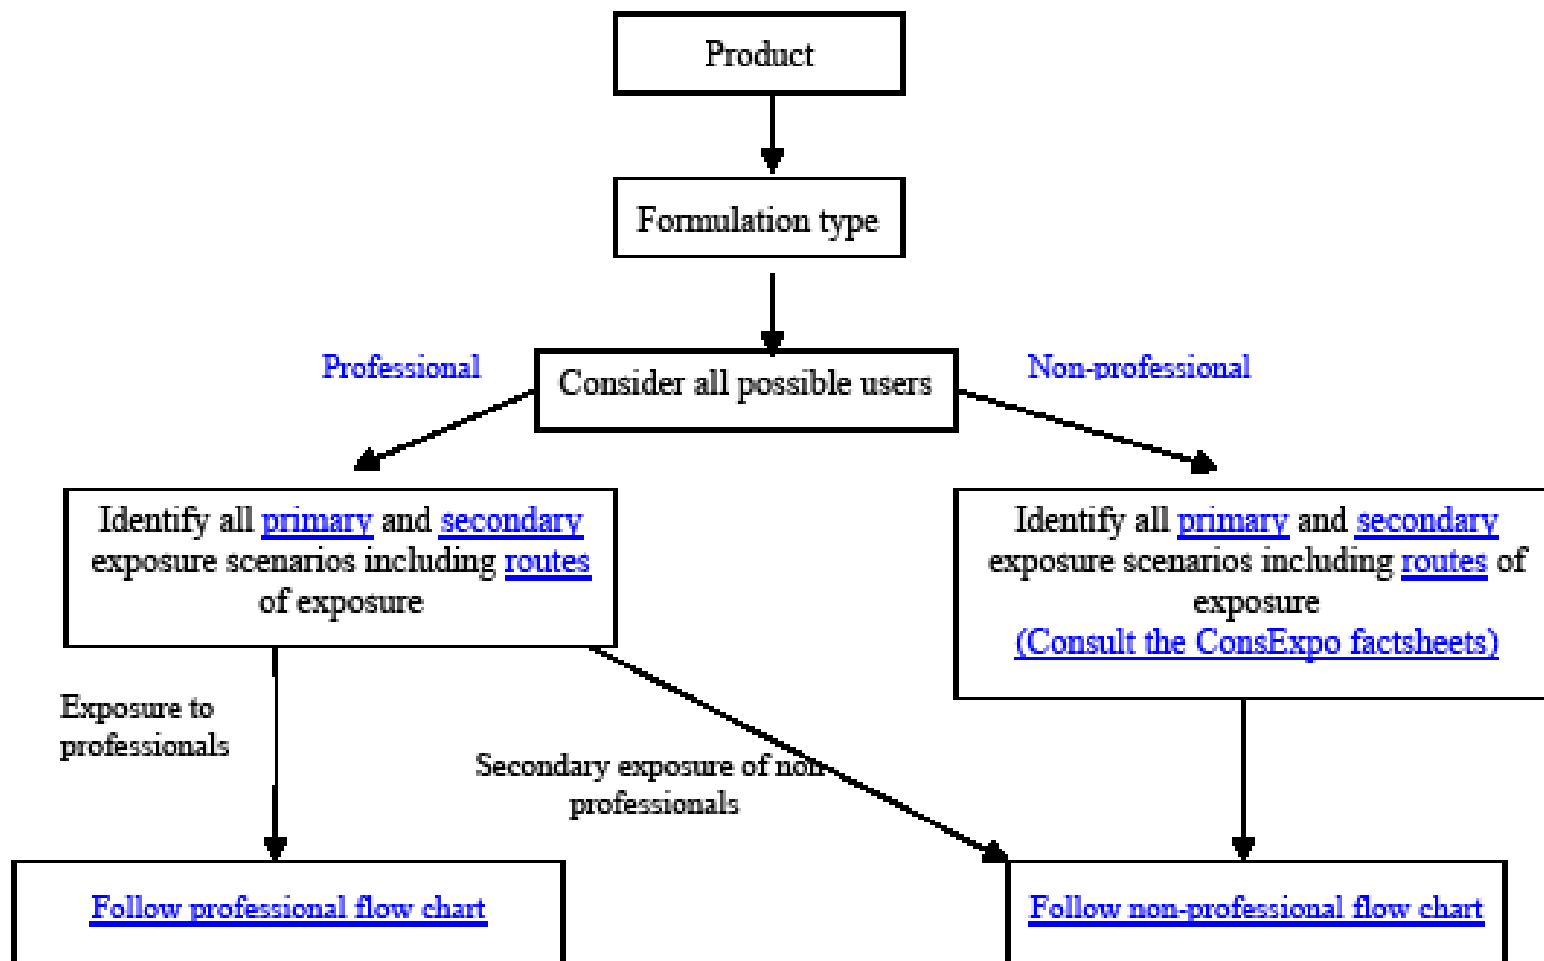 Product
Formulation type
Professional
Consider all possible users
Non-professional
Identify all primary and secondary
exposure scenarios including routes
of exposure
Identify all primary and secondary
exposure scenarios including routes of
exposure
(Consult the ConsExpo factsheets)
Exposure to
professionals
Secondary exposure of non
professionals
Follow professional flow chart
Follow non-professional flow chart